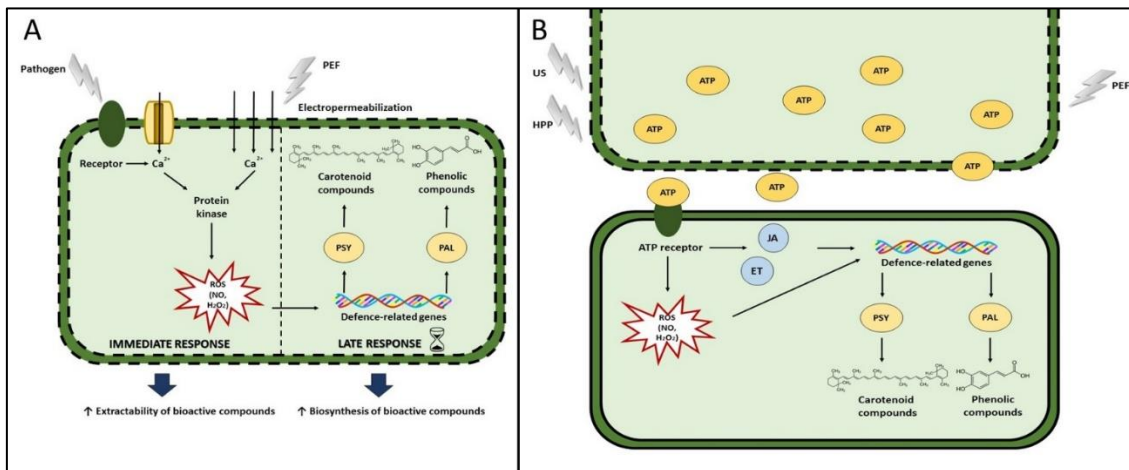 A
Pathogen
PEF
Electropermeabilization
Receptor
Ca2+
Ca2+
Protein
kinase
ROS
(NO,
H2O2)
IMMEDIATE RESPONSE
Carotenoid
compounds
Phenolic
compounds
PSY
PAL
Defence-related genes
LATE RESPONSE
↑ Extractability of bioactive compounds
↑ Biosynthesis of bioactive compounds
B
US
HPP
PEF
ATP
ATP
ATP
ATP
ATP
ATP
ATP
ATP
ATP
ATP receptor
JA
ET
ROS
(NO,
H2O2)
Defence-related genes
PSY
PAL
Carotenoid
compounds
Phenolic
compounds